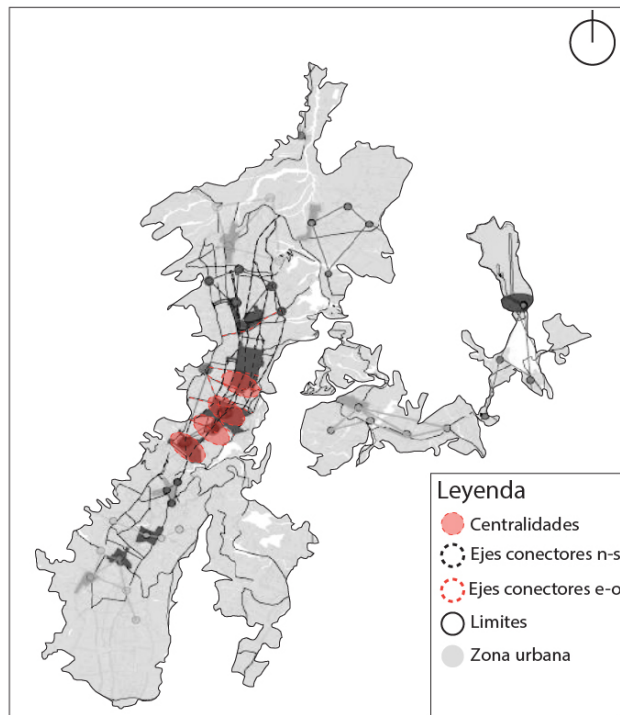 Leyenda
Centralidades
Ejes conectores n-s
Ejes conectores e-o
Limites
Zona urbana